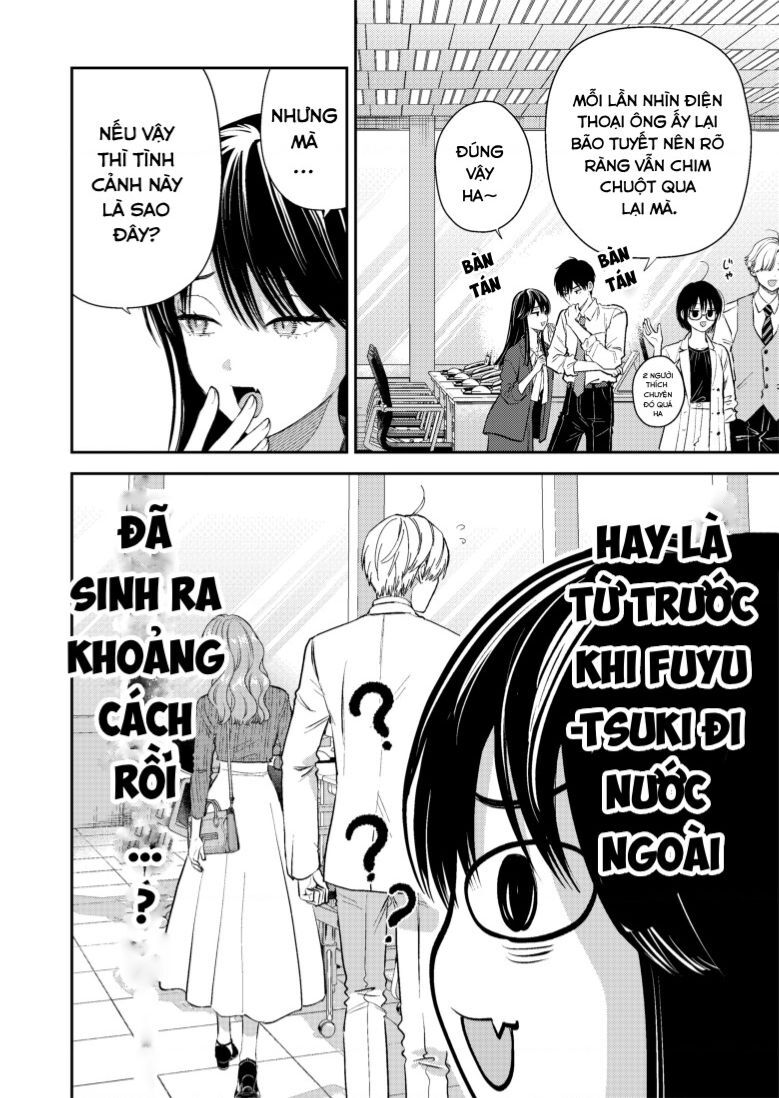 MỖI LẦN NHÌN ĐIỆN
THOẠI ÔNG ẤY LẠI
BÃO TUYẾT NÊN RÕ
RÀNG VẪN CHIM
CHUỘT QUA
LẠI MÀ.
ĐÚNG
VẬY
HA~
BÀN
TÁN
BÀN
TÁN
じゃ
2 NGƯỜI
THÍCH
CHUYỆN
ĐÓ QUÁ
HA
NHƯNG
MÀ
...
NẾU VẬY
THÌ TÌNH
CẢNH NÀY
LÀ SAO
ĐÂY?
HAY LÀ
TỪ TRƯỚC
KHI FUYU
-TSUKI ĐI
NƯỚC
NGOÀI
ĐÃ
SINH RA
KHOẢNG
CÁCH
RỒI
...
?
?
?
?